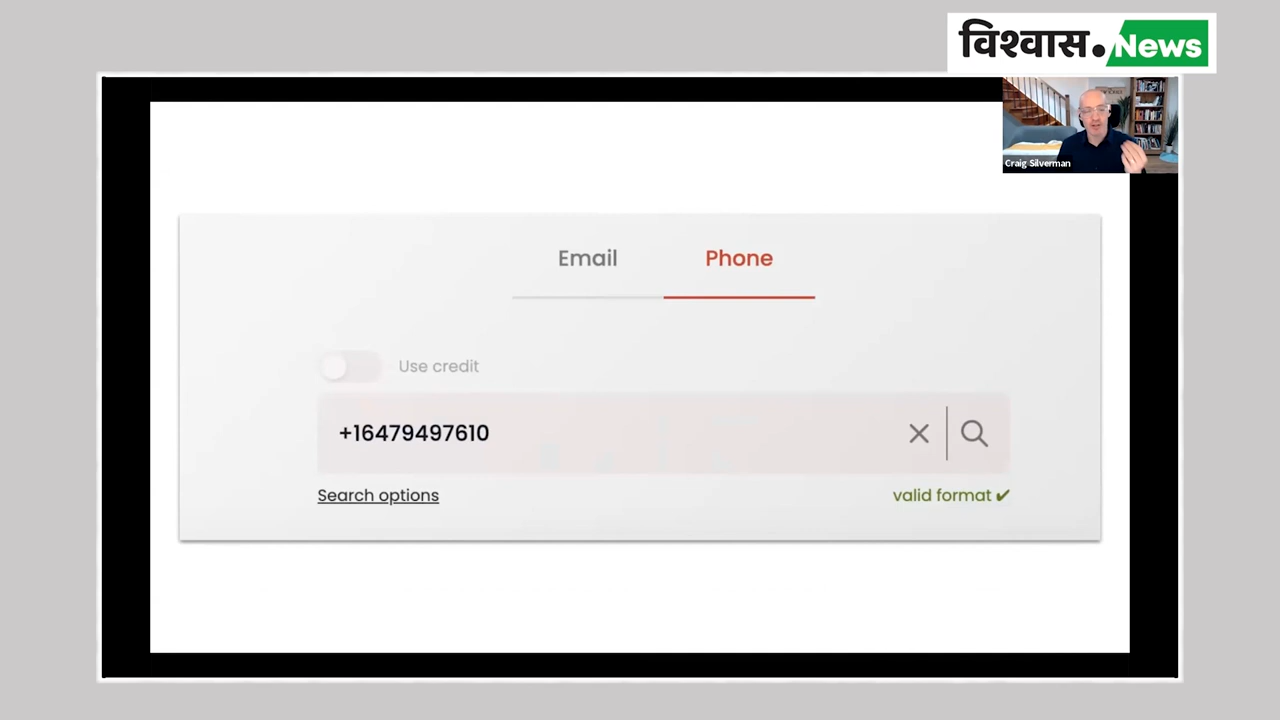 विश्वास.News
Craig Silverman
Email Phone
Use credit
+16479497610
Search options valid format ✔